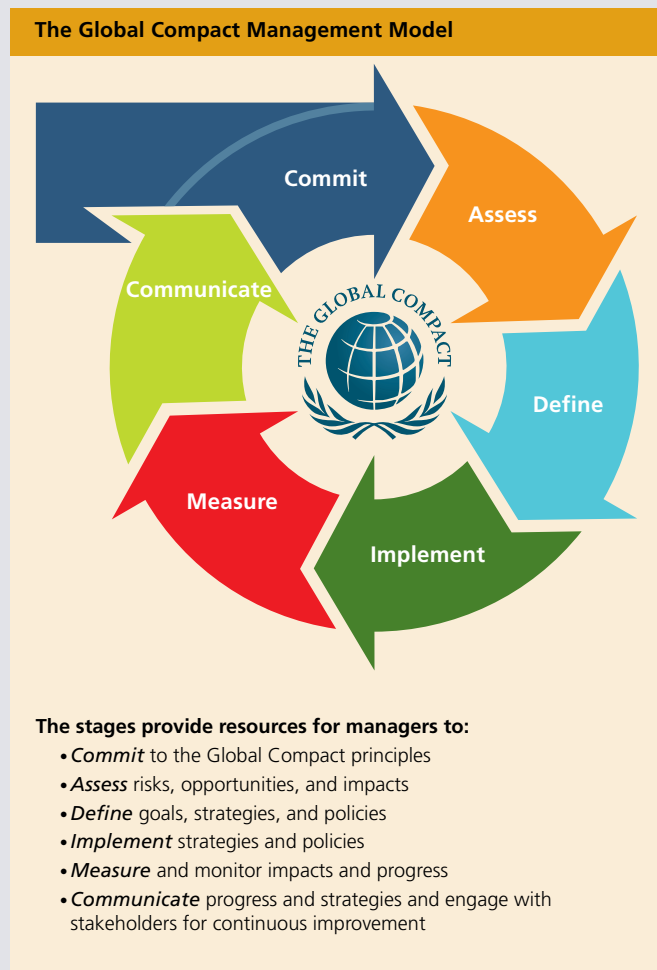 The Global Compact Management Model
Commit
Assess
Communicate
THE GLOBAL COMPACT
Define
Measure
Implement
The stages provide resources for managers to:
• Commit to the Global Compact principles
• Assess risks, opportunities, and impacts
• Define goals, strategies, and policies
• Implement strategies and policies
• Measure and monitor impacts and progress
• Communicate progress and strategies and engage with
stakeholders for continuous improvement